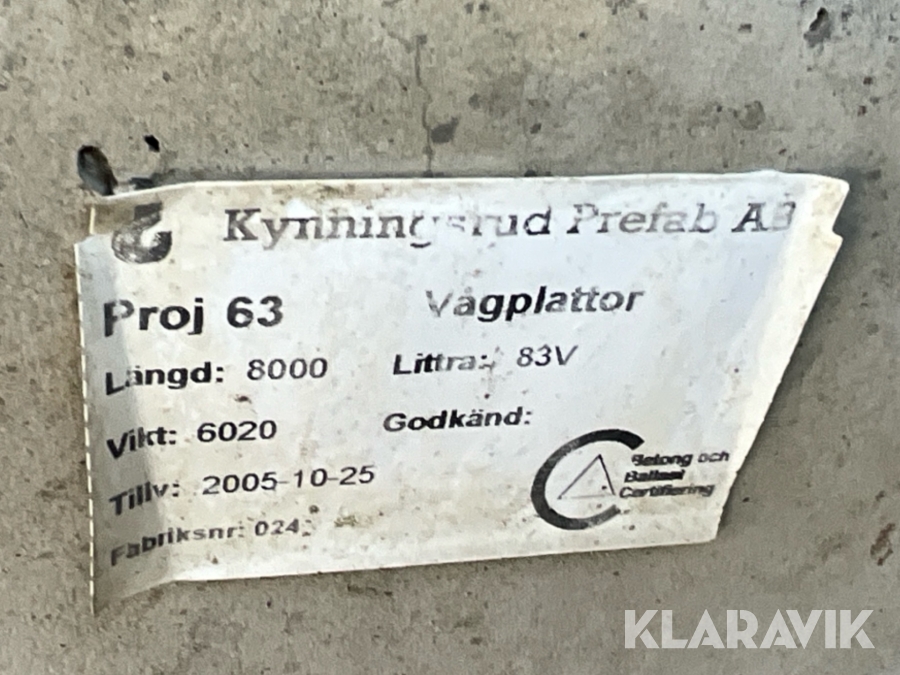 Kynningsrud Prefab AB
Proj 63 Vägplattor
Längd: 8000 Littra: 83V
Vikt: 6020 Godkänd:
Tillv: 2005-10-25
Fabriksnr: 024
Betong och
Ballast
Certifiering
KLARAVIK